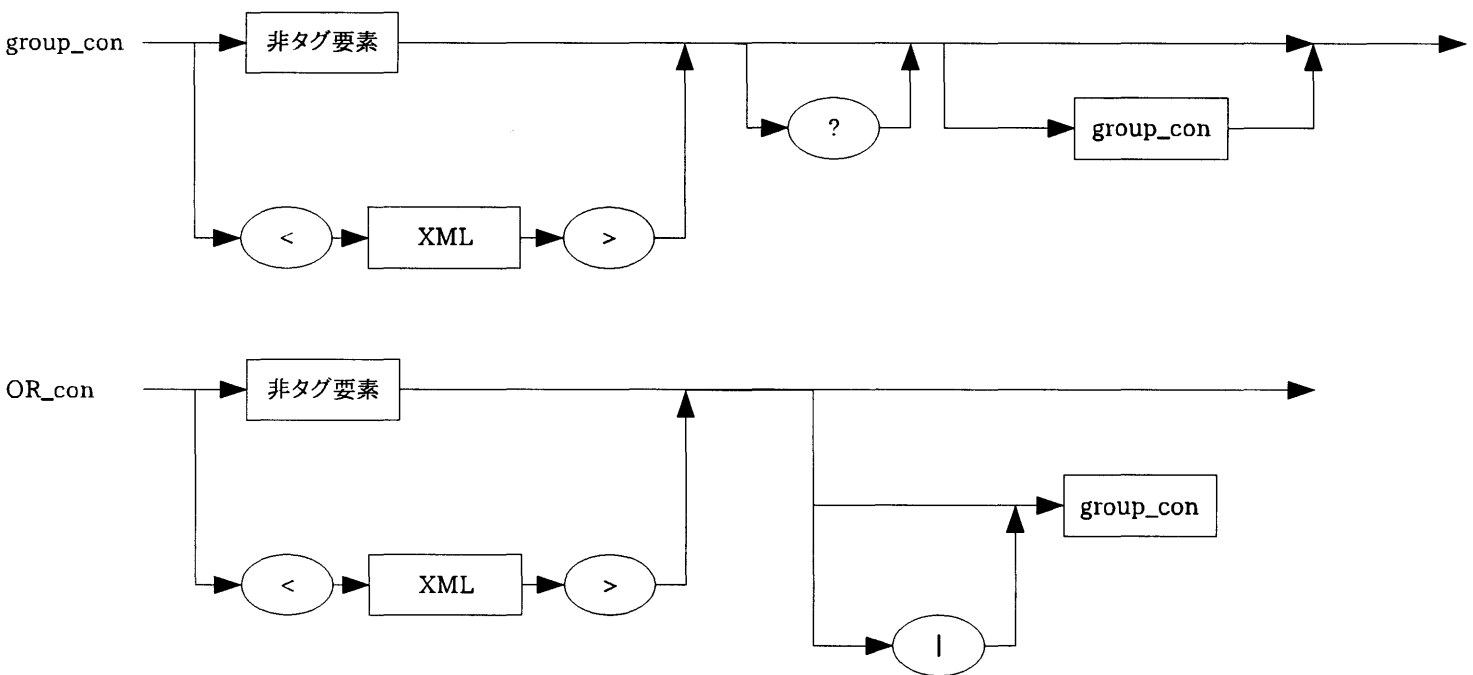 group_con 非タグ要素
? group_con
< XML >
OR_con 非タグ要素
group_con
< XML >
|